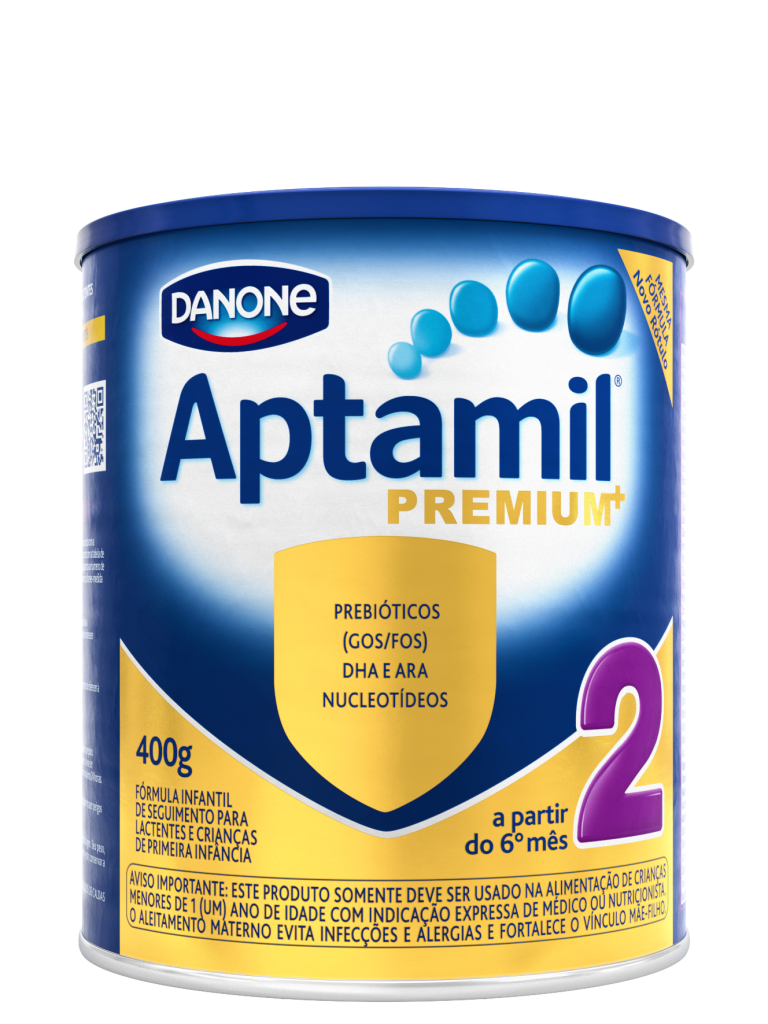 DANONE
MESMA
FÓRMULA
NOVO RÓTULO
Aptamil®
PREMIUM+
PREBIÓTICOS
(GOS/FOS)
DHA E ARA
NUCLEOTÍDEOS
2
400g
FÓRMULA INFANTIL
DE SEGUIMENTO PARA
LACTENTES E CRIANÇAS
DE PRIMEIRA INFÂNCIA
a partir
do 6º mês
AVISO IMPORTANTE: ESTE PRODUTO SOMENTE DEVE SER USADO NA ALIMENTAÇÃO DE CRIANÇAS
MENORES DE 1 (UM) ANO DE IDADE COM INDICAÇÃO EXPRESSA DE MÉDICO OU NUTRICIONISTA.
O ALEITAMENTO MATERNO EVITA INFECÇÕES E ALERGIAS E FORTALECE O VÍNCULO MÃE-FILHO.